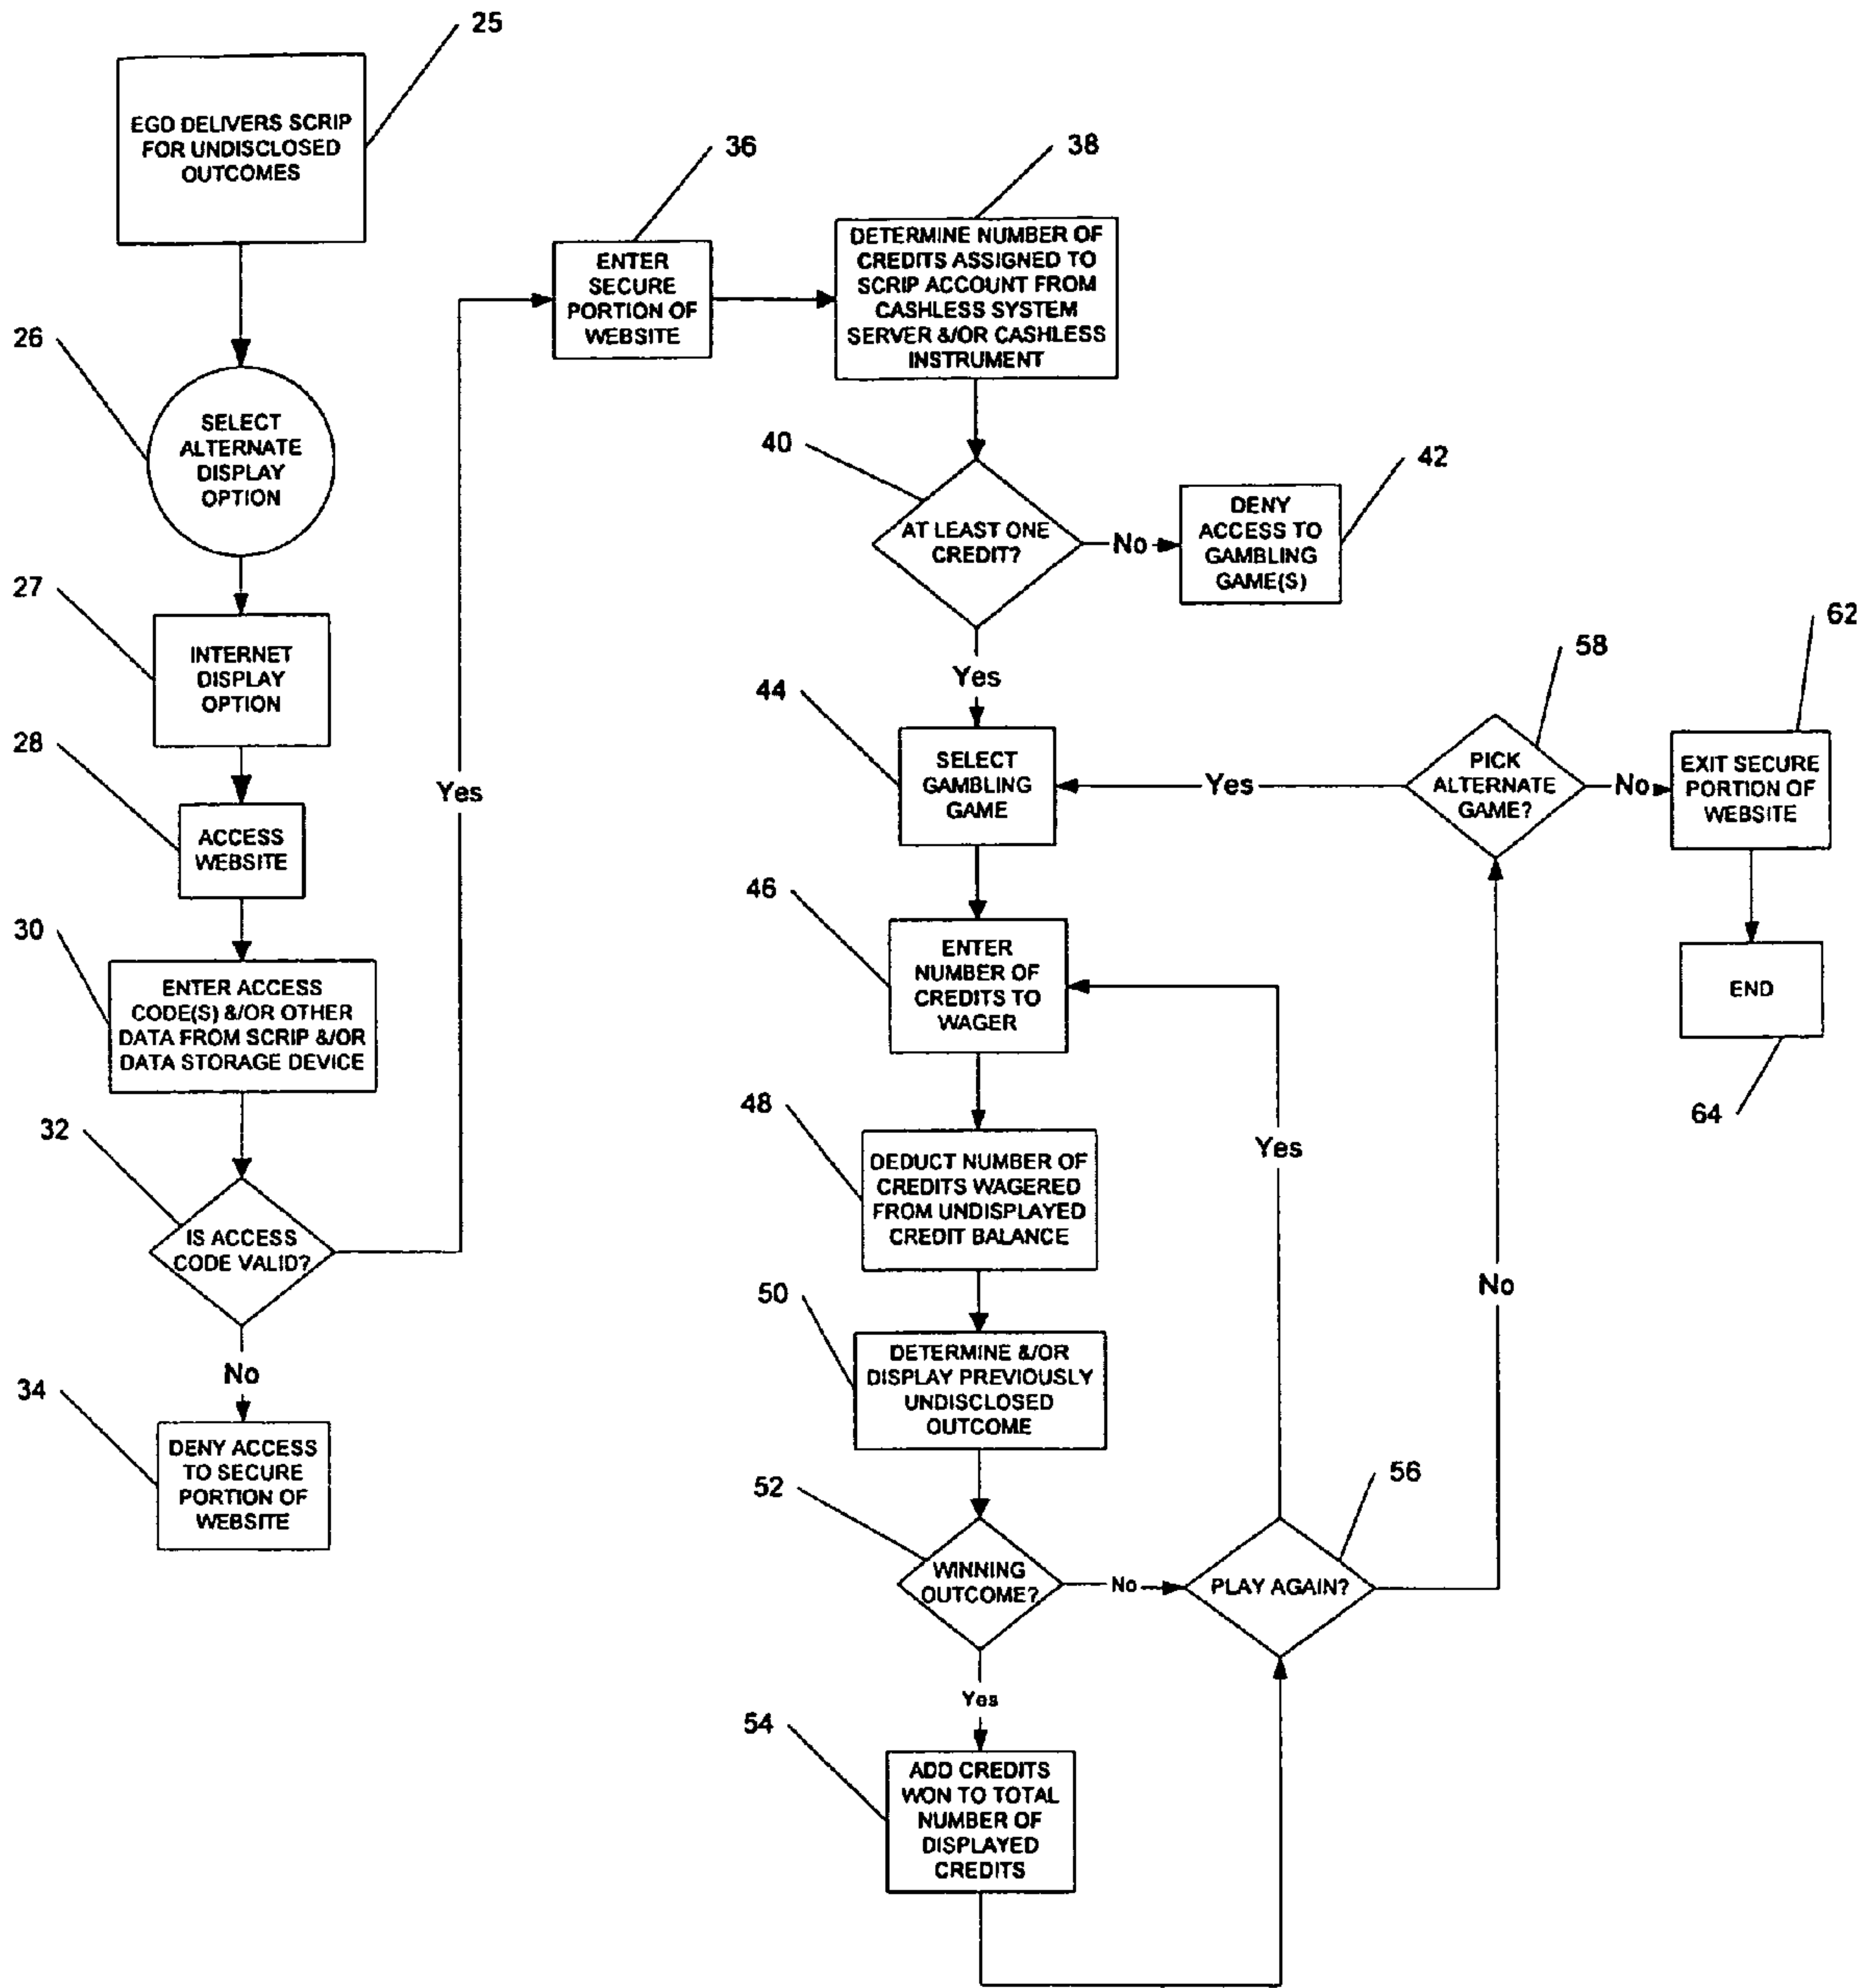 25
EGD DELIVERS SCRIP
FOR UNDISCLOSED
OUTCOMES
26
SELECT
ALTERNATE
DISPLAY
OPTION
27
INTERNET
DISPLAY
OPTION
28
ACCESS
WEBSITE
30
ENTER ACCESS
CODE(S) &/OR OTHER
DATA FROM SCRIP &/OR
DATA STORAGE DEVICE
32
IS ACCESS
CODE VALID?
Yes
No
34
DENY ACCESS
TO SECURE
PORTION OF
WEBSITE
36
ENTER
SECURE
PORTION OF
WEBSITE
38
DETERMINE NUMBER OF
CREDITS ASSIGNED TO
SCRIP ACCOUNT FROM
CASHLESS SYSTEM
SERVER &/OR CASHLESS
INSTRUMENT
40
AT LEAST ONE
CREDIT?
No
42
DENY
ACCESS TO
GAMBLING
GAME(S)
Yes
44
SELECT
GAMBLING
GAME
46
ENTER
NUMBER OF
CREDITS TO
WAGER
48
DEDUCT NUMBER OF
CREDITS WAGERED
FROM UNDISPLAYED
CREDIT BALANCE
50
DETERMINE &/OR
DISPLAY PREVIOUSLY
UNDISCLOSED
OUTCOME
52
WINNING
OUTCOME?
No
Yes
54
ADD CREDITS
WON TO TOTAL
NUMBER OF
DISPLAYED
CREDITS
56
PLAY AGAIN?
Yes
No
58
PICK
ALTERNATE
GAME?
Yes
No
62
EXIT SECURE
PORTION OF
WEBSITE
END
64